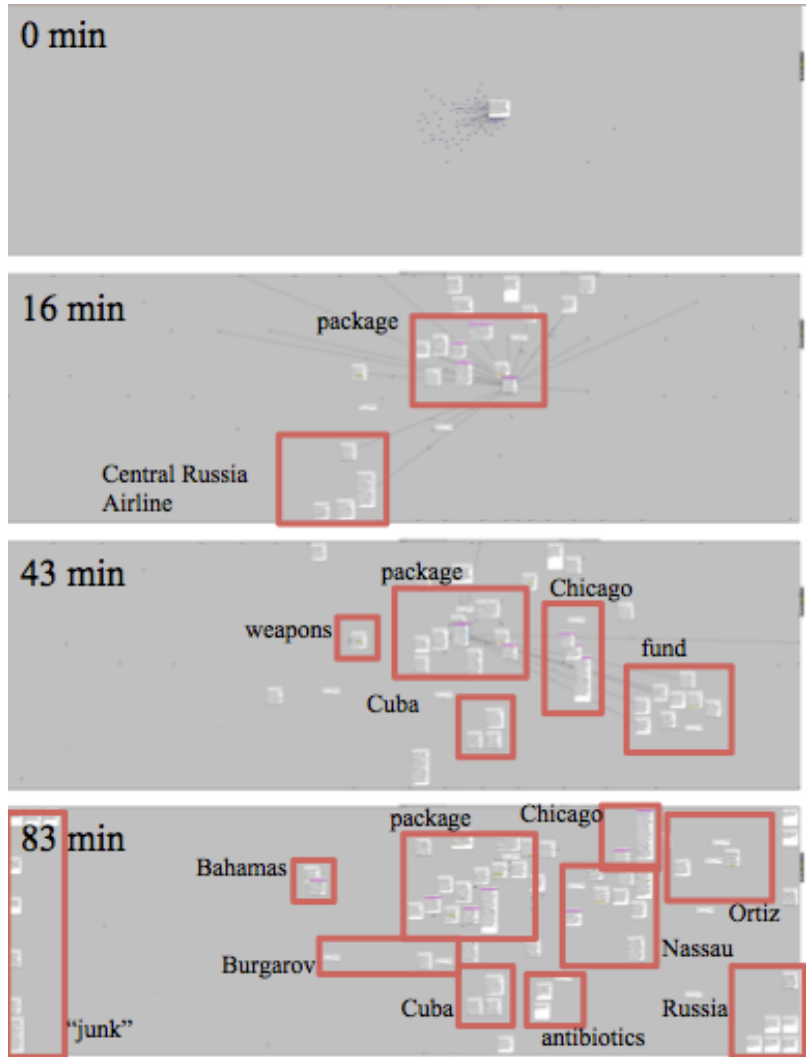 0 min
16 min
package
Central Russia
Airline
43 min
package
Chicago
weapons
fund
Cuba
83 min
package
Chicago
Bahamas
Ortiz
Burgarov
Nassau
Cuba
Russia
"junk"
antibiotics